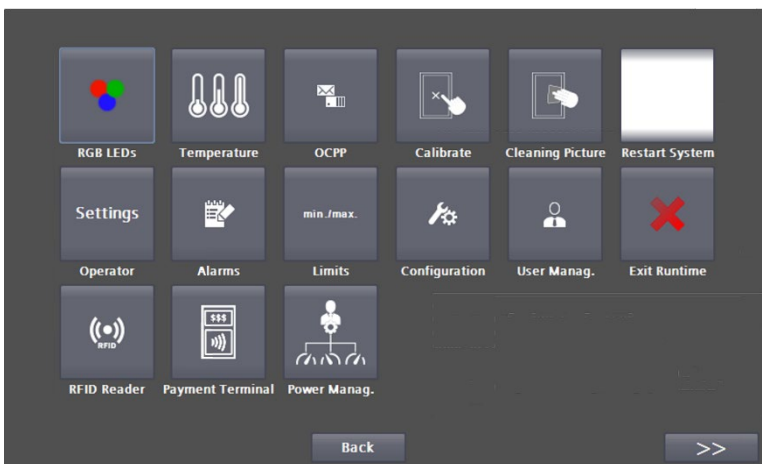 RGB LEDs
Temperature
OCPP
Calibrate
Cleaning Picture
Restart System
Settings
Operator
Alarms
min./max.
Limits
Configuration
User Manag.
Exit Runtime
RFID
RFID Reader
$$$
Payment Terminal
Power Manag.
Back
>>